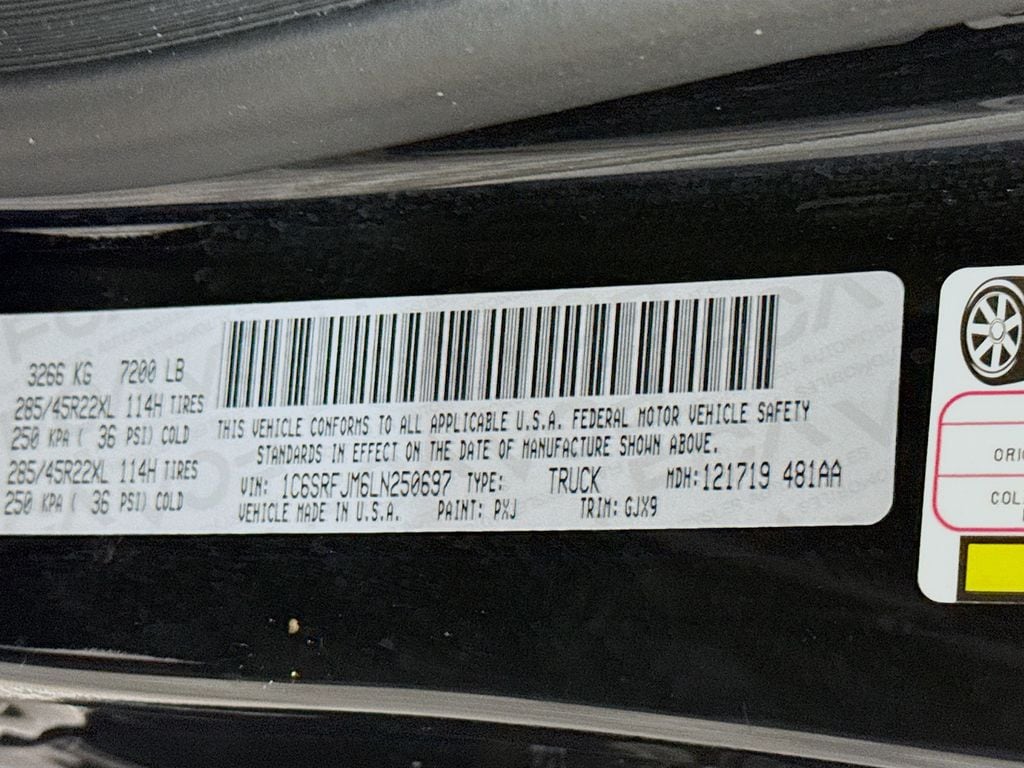 3266 KG 7200 LB
285/45R22XL 114H TIRES
250 KPA ( 36 PSI) COLD
285/45R22XL 114H TIRES
250 KPA ( 36 PSI) COLD
THIS VEHICLE CONFORMS TO ALL APPLICABLE U.S.A. FEDERAL MOTOR VEHICLE SAFETY
STANDARDS IN EFFECT ON THE DATE OF MANUFACTURE SHOWN ABOVE.
VIN: 1C6SRFJM6LN250697 TYPE: TRUCK MDH: 121719 481AA
VEHICLE MADE IN U.S.A. PAINT: PXJ TRIM: GJX9
ORI
COL